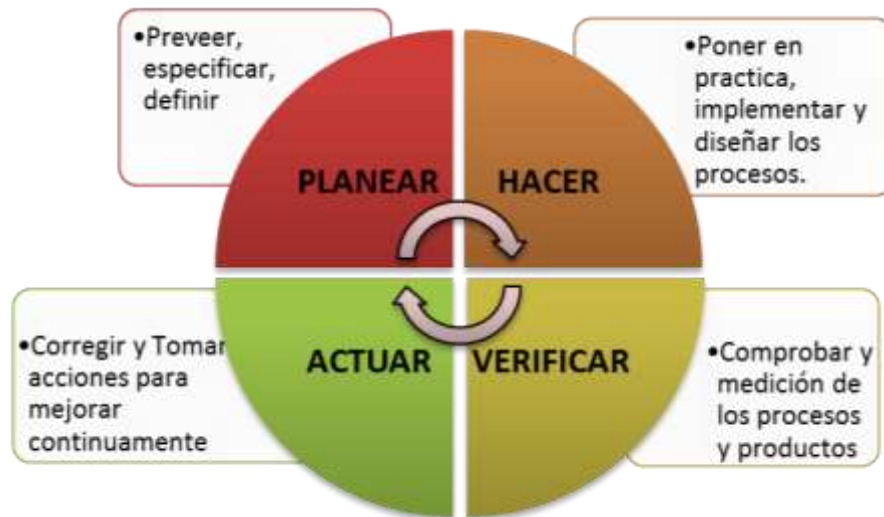 •Preveer,
especificar,
definir
•Poner en
practica,
implementar y
diseñar los
procesos.
PLANEAR
HACER
ACTUAR
VERIFICAR
•Corregir y Tomar
acciones para
mejorar
continuamente
•Comprobar y
medición de
los procesos
y productos